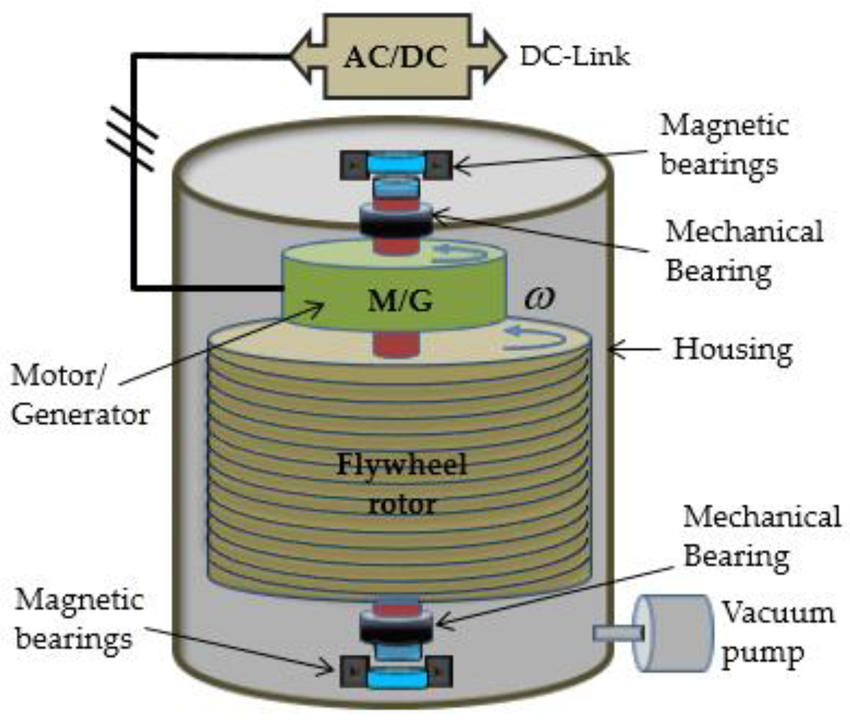 AC/DC
DC-Link
Magnetic
bearings
Mechanical
Bearing
M/G
ω
Housing
Motor/
Generator
Flywheel
rotor
Mechanical
Bearing
Magnetic
bearings
Vacuum
pump